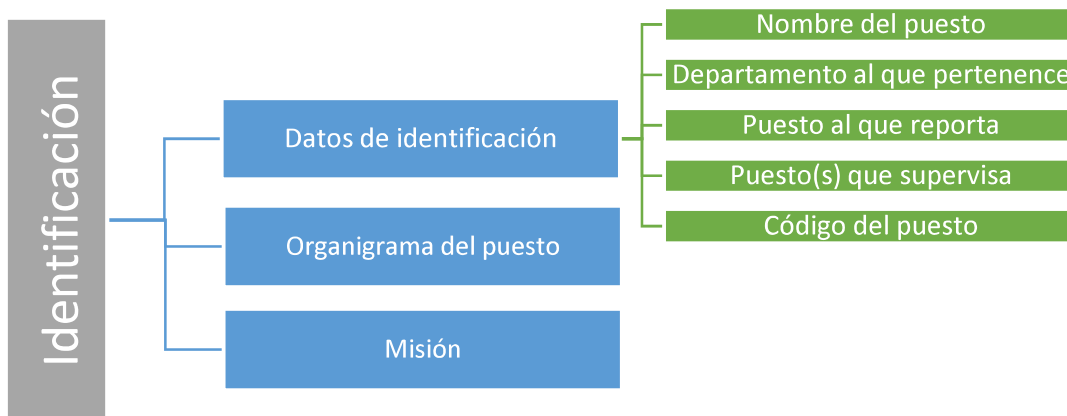 Identificación
Datos de identificación
Nombre del puesto
Departamento al que pertenence
Puesto al que reporta
Puesto(s) que supervisa
Código del puesto
Organigrama del puesto
Misión